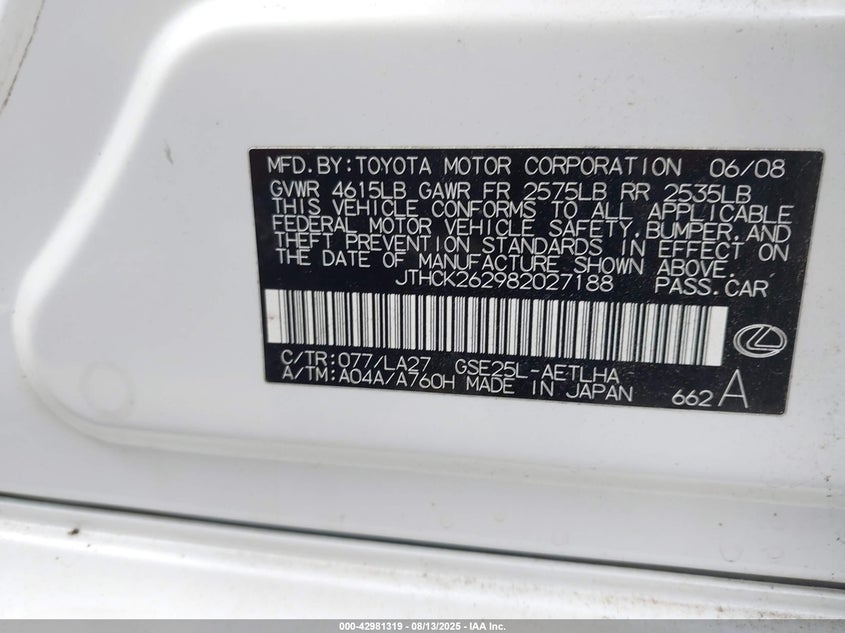 MFD.BY:TOYOTA MOTOR CORPORATION 06/08
GVWR 4615LB GAWR FR 2575LB RR 2535LB
THIS VEHICLE CONFORMS TO ALL APPLICABLE
FEDERAL MOTOR VEHICLE SAFETY,BUMPER,AND
THEFT PREVENTION STANDARDS IN EFFECT ON
THE DATE OF MANUFACTURE SHOWN ABOVE.
JTHCK262982027188 PASS.CAR
C/TR:077/LA27 GSE25L-AETLHA
A/TM:A04A/A760H MADE IN JAPAN 662 A
000-42981319 - 08/13/2025 - IAA Inc.